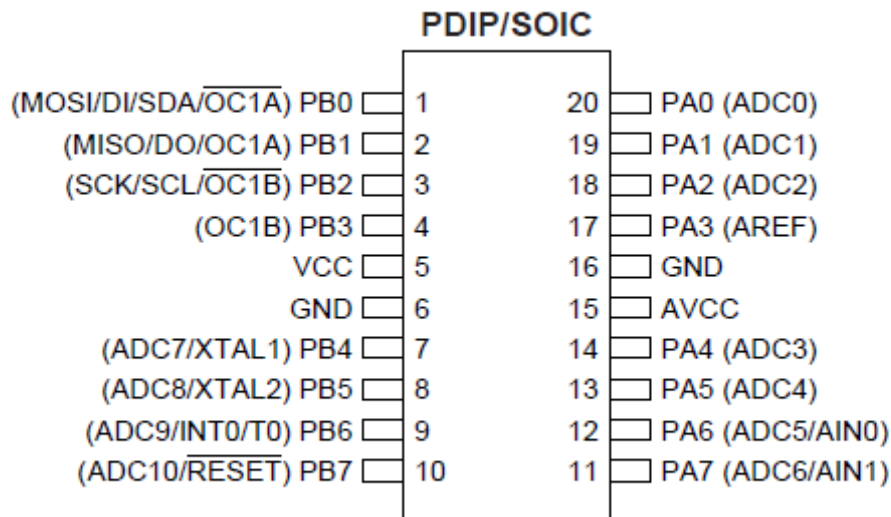 PDIP/SOIC
(MOSI/DI/SDA/OC1A) PB0 1 20 PA0 (ADC0)
(MISO/DO/OC1A) PB1 2 19 PA1 (ADC1)
(SCK/SCL/OC1B) PB2 3 18 PA2 (ADC2)
(OC1B) PB3 4 17 PA3 (AREF)
VCC 5 16 GND
GND 6 15 AVCC
(ADC7/XTAL1) PB4 7 14 PA4 (ADC3)
(ADC8/XTAL2) PB5 8 13 PA5 (ADC4)
(ADC9/INT0/T0) PB6 9 12 PA6 (ADC5/AIN0)
(ADC10/RESET) PB7 10 11 PA7 (ADC6/AIN1)